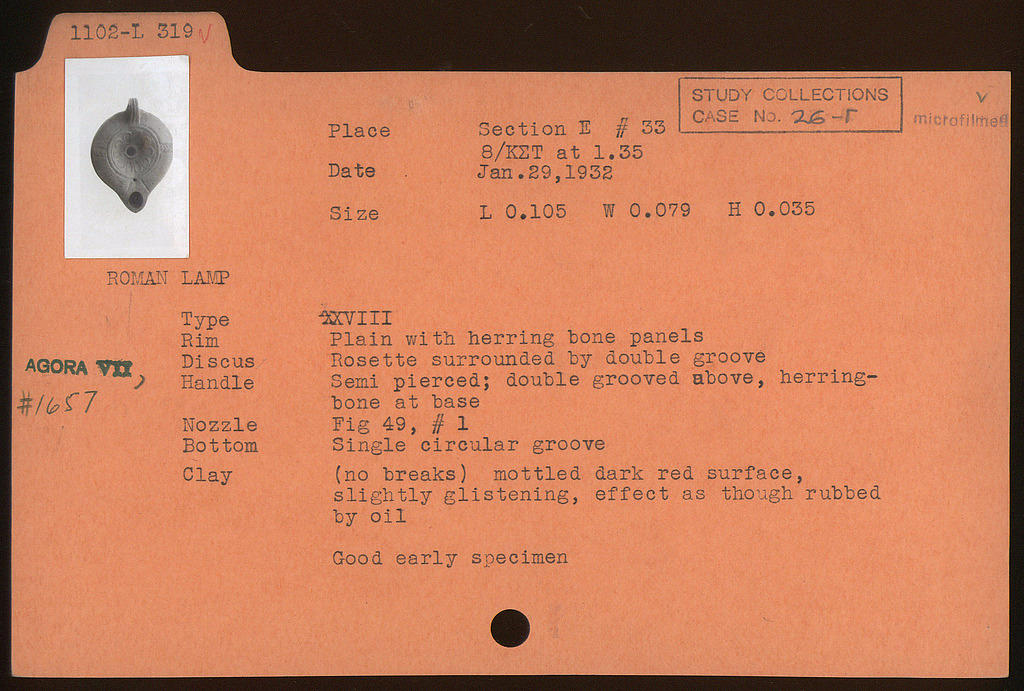 1102-L 319 √
STUDY COLLECTIONS
CASE No. 26-Γ
v
microfilmed
Place Section E # 33
8/ΚΣΤ at 1.35
Date Jan.29,1932
Size L 0.105 W 0.079 H 0.035
ROMAN LAMP
Type XXVIII
Rim Plain with herring bone panels
Discus Rosette surrounded by double groove
Handle Semi pierced; double grooved above, herring-
bone at base
Nozzle Fig 49, # 1
Bottom Single circular groove
Clay (no breaks) mottled dark red surface,
slightly glistening, effect as though rubbed
by oil
Good early specimen
AGORA VII,
#1657